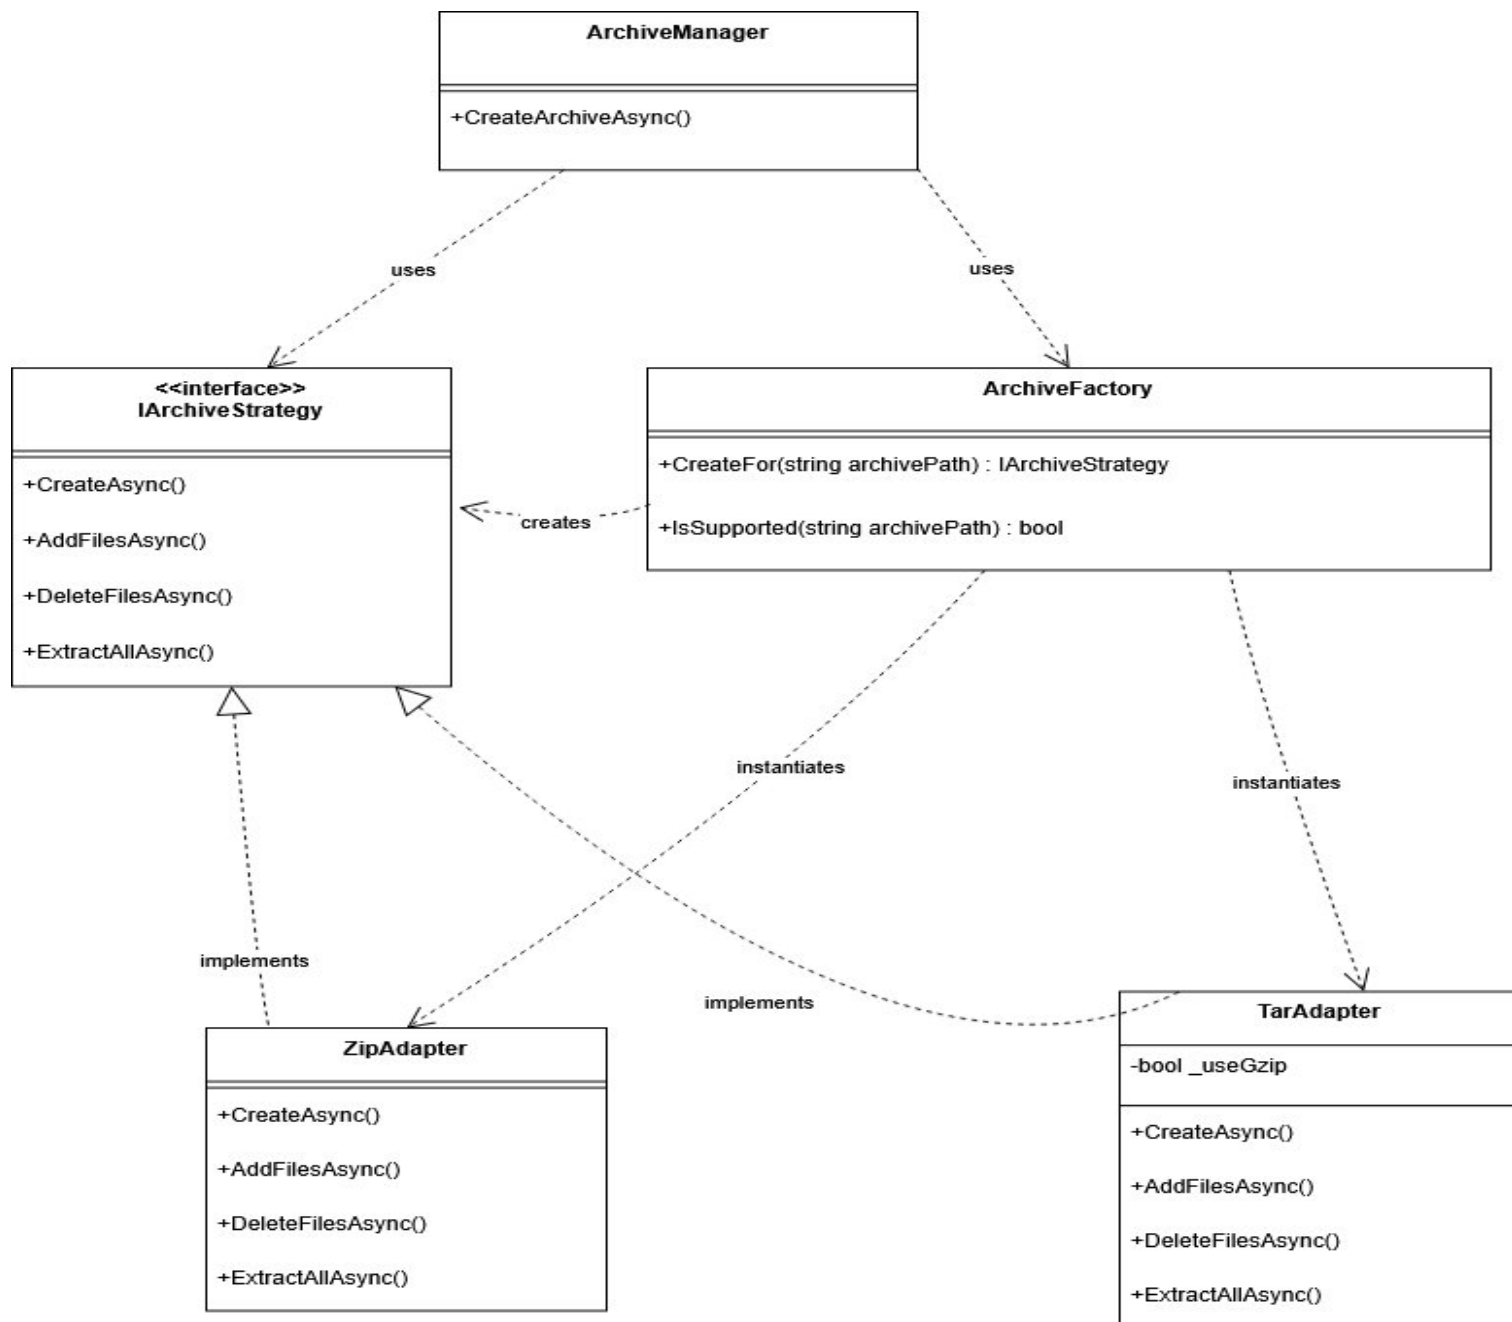 ArchiveManager
+CreateArchiveAsync()
uses
uses
<<interface>>
IArchiveStrategy
+CreateAsync()
+AddFilesAsync()
+DeleteFilesAsync()
+ExtractAllAsync()
ArchiveFactory
+CreateFor(string archivePath) : IArchiveStrategy
+IsSupported(string archivePath) : bool
creates
instantiates
instantiates
implements
implements
ZipAdapter
+CreateAsync()
+AddFilesAsync()
+DeleteFilesAsync()
+ExtractAllAsync()
TarAdapter
-bool _useGzip
+CreateAsync()
+AddFilesAsync()
+DeleteFilesAsync()
+ExtractAllAsync()